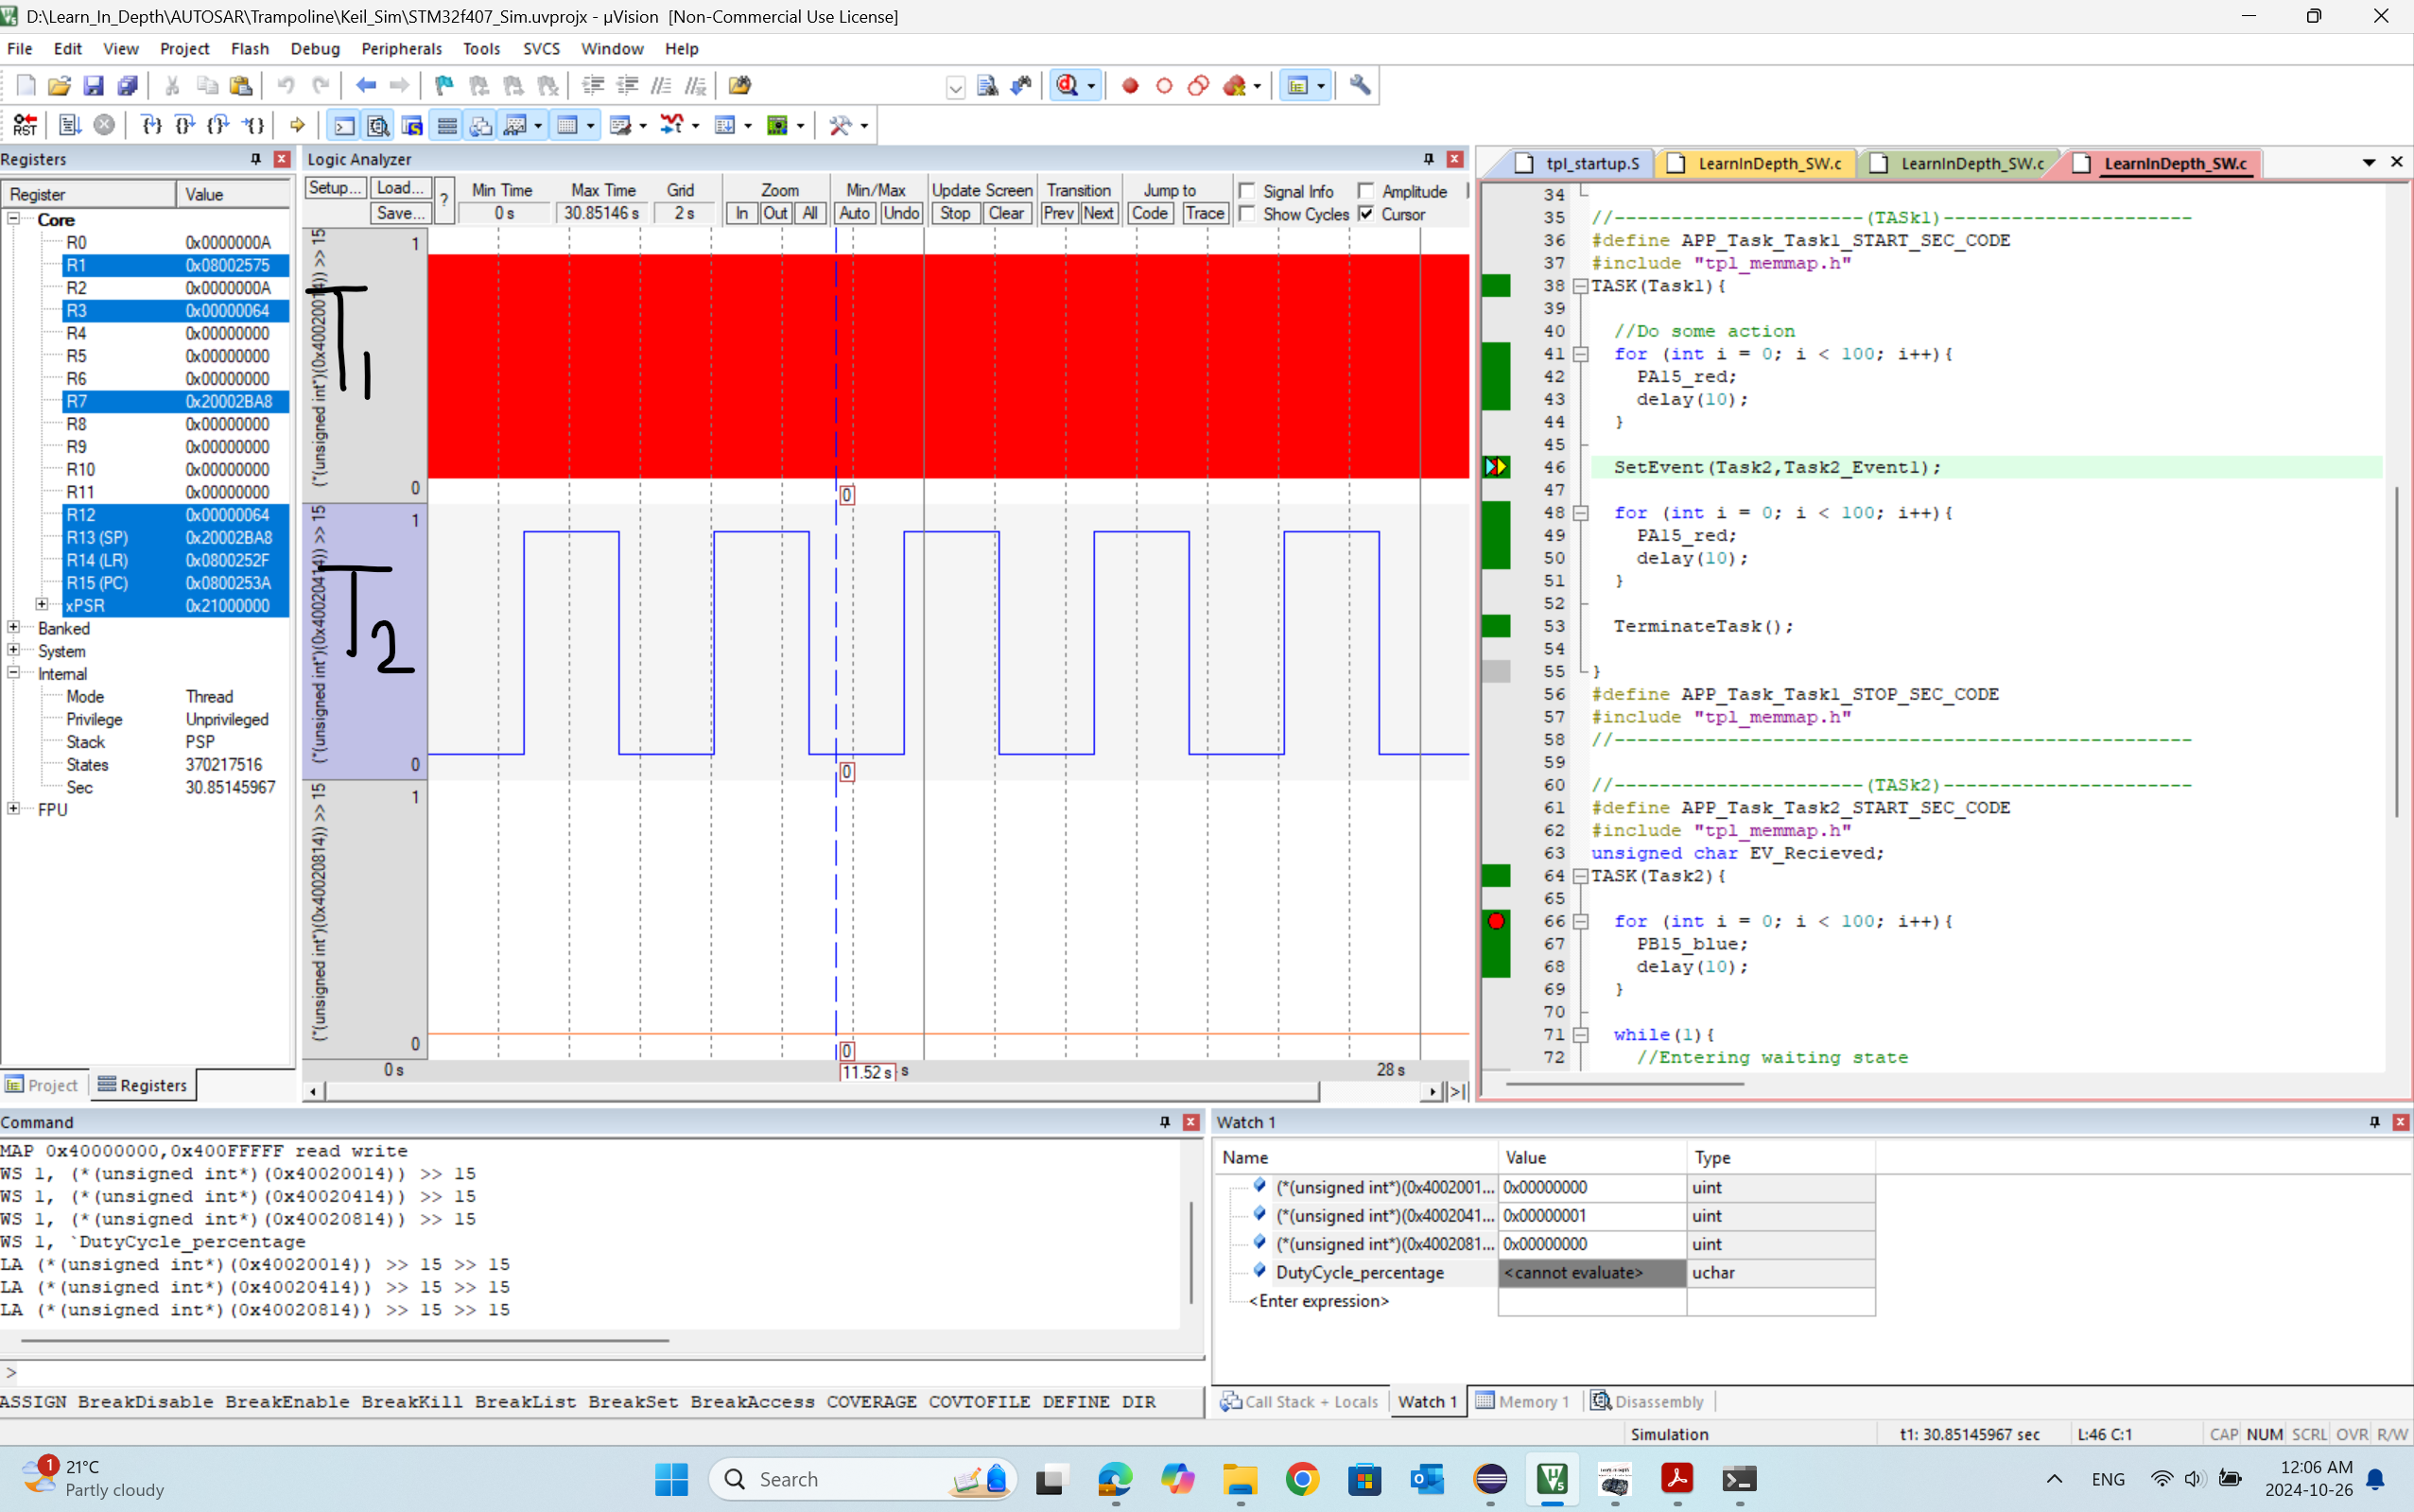 D:\Learn_In_Depth\AUTOSAR\Trampoline\Keil_Sim\STM32f407_Sim.uvprojx - µVision [Non-Commercial Use License]
File Edit View Project Flash Debug Peripherals Tools SVCS Window Help
RST
Registers
Register Value
Core
R0 0x0000000A
R1 0x08002575
R2 0x0000000A
R3 0x00000064
R4 0x00000000
R5 0x00000000
R6 0x00000000
R7 0x20002BA8
R8 0x00000000
R9 0x00000000
R10 0x00000000
R11 0x00000000
R12 0x00000064
R13 (SP) 0x20002BA8
R14 (LR) 0x0800252F
R15 (PC) 0x0800253A
xPSR 0x21000000
Banked
System
Internal
Mode Thread
Privilege Unprivileged
Stack PSP
States 370217516
Sec 30.85145967
FPU
Project Registers
Logic Analyzer
Setup... Load... ? Min Time Max Time Grid Zoom Min/Max Update Screen Transition Jump to Signal Info Amplitude
Save... 0 s 30.85146 s 2 s In Out All Auto Undo Stop Clear Prev Next Code Trace Show Cycles Cursor
(*(unsigned int*)(0x40020014)) >> 15
1
T1
0
0
(*(unsigned int*)(0x40020414)) >> 15
1
T2
0
0
(*(unsigned int*)(0x40020814)) >> 15
1
0
0
0 s 11.52 s s 28 s
tpl_startup.S LearnInDepth_SW.c LearnInDepth_SW.c LearnInDepth_SW.c
34
35 //----------------------(TASk1)----------------------
36 #define APP_Task_Task1_START_SEC_CODE
37 #include "tpl_memmap.h"
38 TASK(Task1){
39
40 //Do some action
41 for (int i = 0; i < 100; i++){
42 PA15_red;
43 delay(10);
44 }
45
46 SetEvent(Task2,Task2_Event1);
47
48 for (int i = 0; i < 100; i++){
49 PA15_red;
50 delay(10);
51 }
52
53 TerminateTask();
54
55 }
56 #define APP_Task_Task1_STOP_SEC_CODE
57 #include "tpl_memmap.h"
58 //---------------------------------------------------
59
60 //----------------------(TASk2)----------------------
61 #define APP_Task_Task2_START_SEC_CODE
62 #include "tpl_memmap.h"
63 unsigned char EV_Recieved;
64 TASK(Task2){
65
66 for (int i = 0; i < 100; i++){
67 PB15_blue;
68 delay(10);
69 }
70
71 while(1){
72 //Entering waiting state
Command
MAP 0x40000000,0x400FFFFF read write
WS 1, (*(unsigned int*)(0x40020014)) >> 15
WS 1, (*(unsigned int*)(0x40020414)) >> 15
WS 1, (*(unsigned int*)(0x40020814)) >> 15
WS 1, `DutyCycle_percentage
LA (*(unsigned int*)(0x40020014)) >> 15 >> 15
LA (*(unsigned int*)(0x40020414)) >> 15 >> 15
LA (*(unsigned int*)(0x40020814)) >> 15 >> 15
>
ASSIGN BreakDisable BreakEnable BreakKill BreakList BreakSet BreakAccess COVERAGE COVTOFILE DEFINE DIR
Watch 1
Name Value Type
(*(unsigned int*)(0x4002001... 0x00000000 uint
(*(unsigned int*)(0x4002041... 0x00000001 uint
(*(unsigned int*)(0x4002081... 0x00000000 uint
DutyCycle_percentage <cannot evaluate> uchar
<Enter expression>
Call Stack + Locals Watch 1 Memory 1 Disassembly
Simulation t1: 30.85145967 sec L:46 C:1 CAP NUM SCRL OVR R/W
1 21°C
Partly cloudy
Search
ENG
12:06 AM
2024-10-26